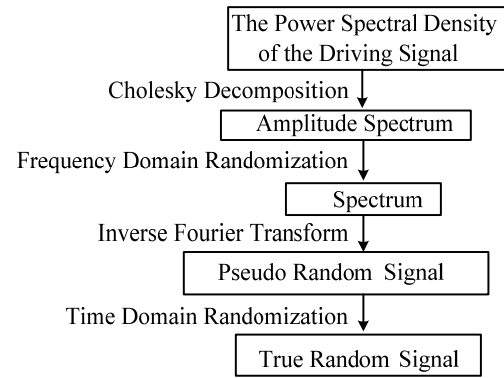 The Power Spectral Density
of the Driving Signal
Cholesky Decomposition
Amplitude Spectrum
Frequency Domain Randomization
Spectrum
Inverse Fourier Transform
Pseudo Random Signal
Time Domain Randomization
True Random Signal